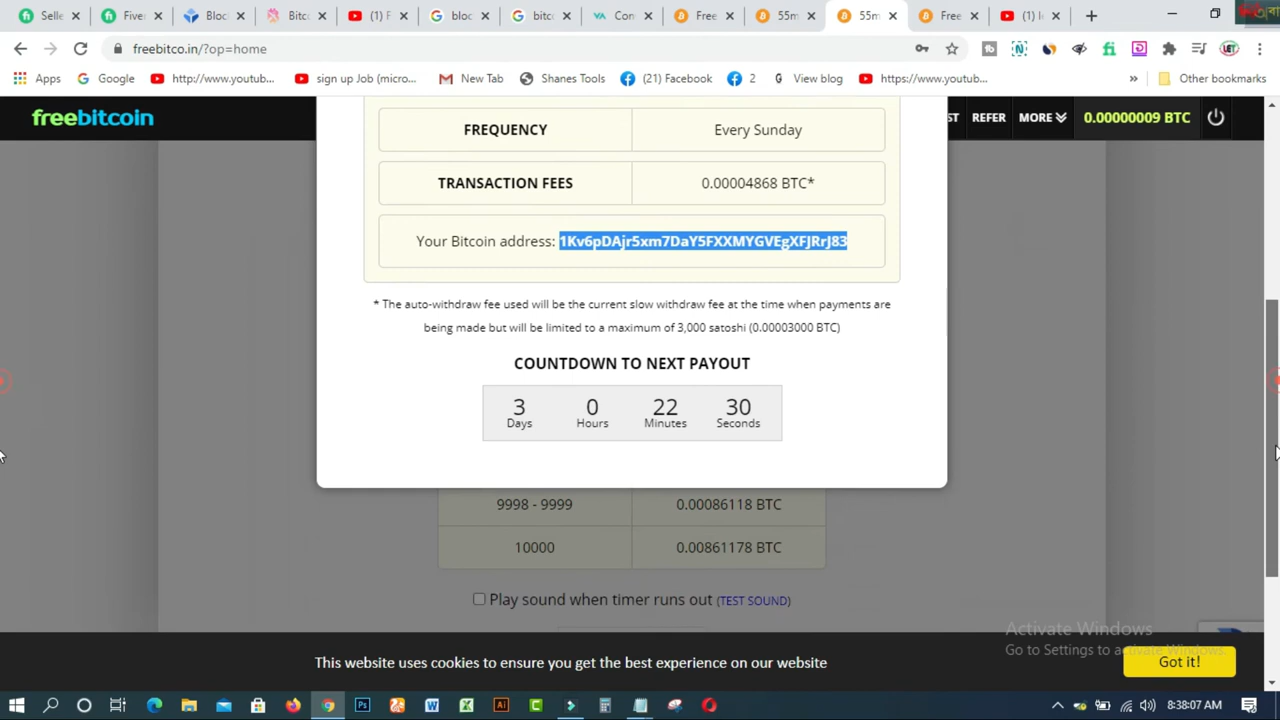 Selle
Fiver
Block
Bitc
(1) F
bloc
bitb
Con
Free
55m
55m
Free
(1) I
freebitco.in/?op=home
Apps
Google
http://www.youtub...
sign up Job (micro...
New Tab
Shanes Tools
(21) Facebook
2
View blog
https://www.youtub...
»
Other bookmarks
freebitcoin
ST
REFER
MORE
0.00000009 BTC
FREQUENCY
Every Sunday
TRANSACTION FEES
0.00004868 BTC*
Your Bitcoin address: 1Kv6pDAjr5xm7DaY5FXXMYGVEgXFJRrJ83
* The auto-withdraw fee used will be the current slow withdraw fee at the time when payments are
being made but will be limited to a maximum of 3,000 satoshi (0.00003000 BTC)
COUNTDOWN TO NEXT PAYOUT
3 0 22 30
Days Hours Minutes Seconds
9998 - 9999
0.00086118 BTC
10000
0.00861178 BTC
Play sound when timer runs out (TEST SOUND)
Activate Windows
Go to Settings to activate Windows.
This website uses cookies to ensure you get the best experience on our website
Got it!
8:38:07 AM